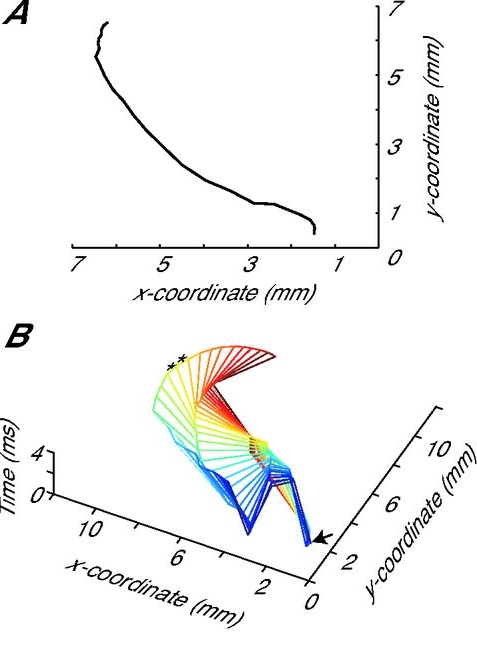 A
7
5
3
1
0
y-coordinate (mm)
7 5 3 1
x-coordinate (mm)
B
**
Time (ms)
4
0
10 6 2
x-coordinate (mm)
0 2 6 10
y-coordinate (mm)